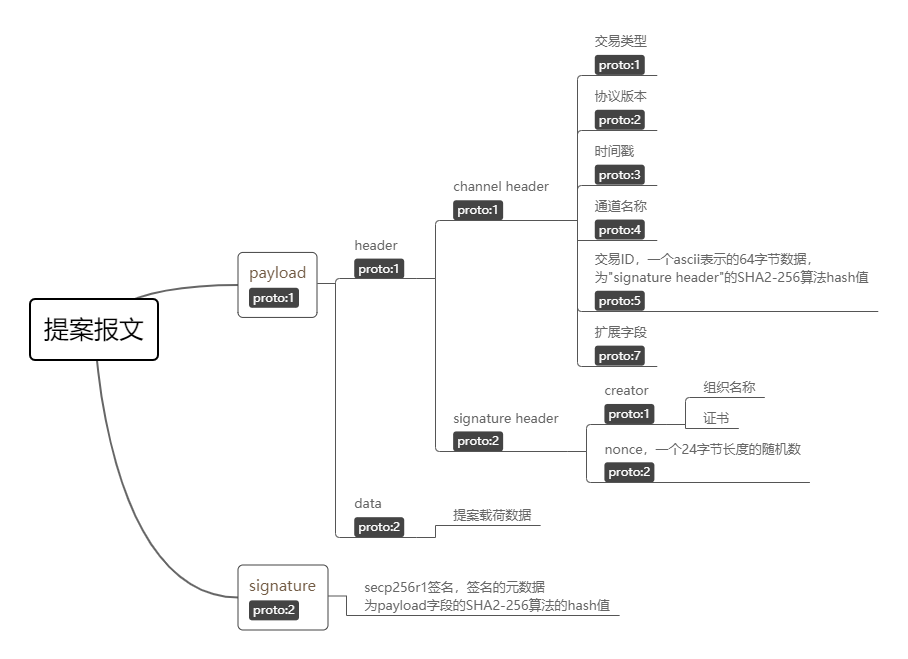 提案报文
payload
proto:1
header
proto:1
channel header
proto:1
交易类型
proto:1
协议版本
proto:2
时间戳
proto:3
通道名称
proto:4
交易ID，一个ascii表示的64字节数据，
为"signature header"的SHA2-256算法hash值
proto:5
扩展字段
proto:7
signature header
proto:2
creator
proto:1
组织名称
证书
nonce，一个24字节长度的随机数
proto:2
data
proto:2
提案载荷数据
signature
proto:2
secp256r1签名，签名的元数据
为payload字段的SHA2-256算法的hash值